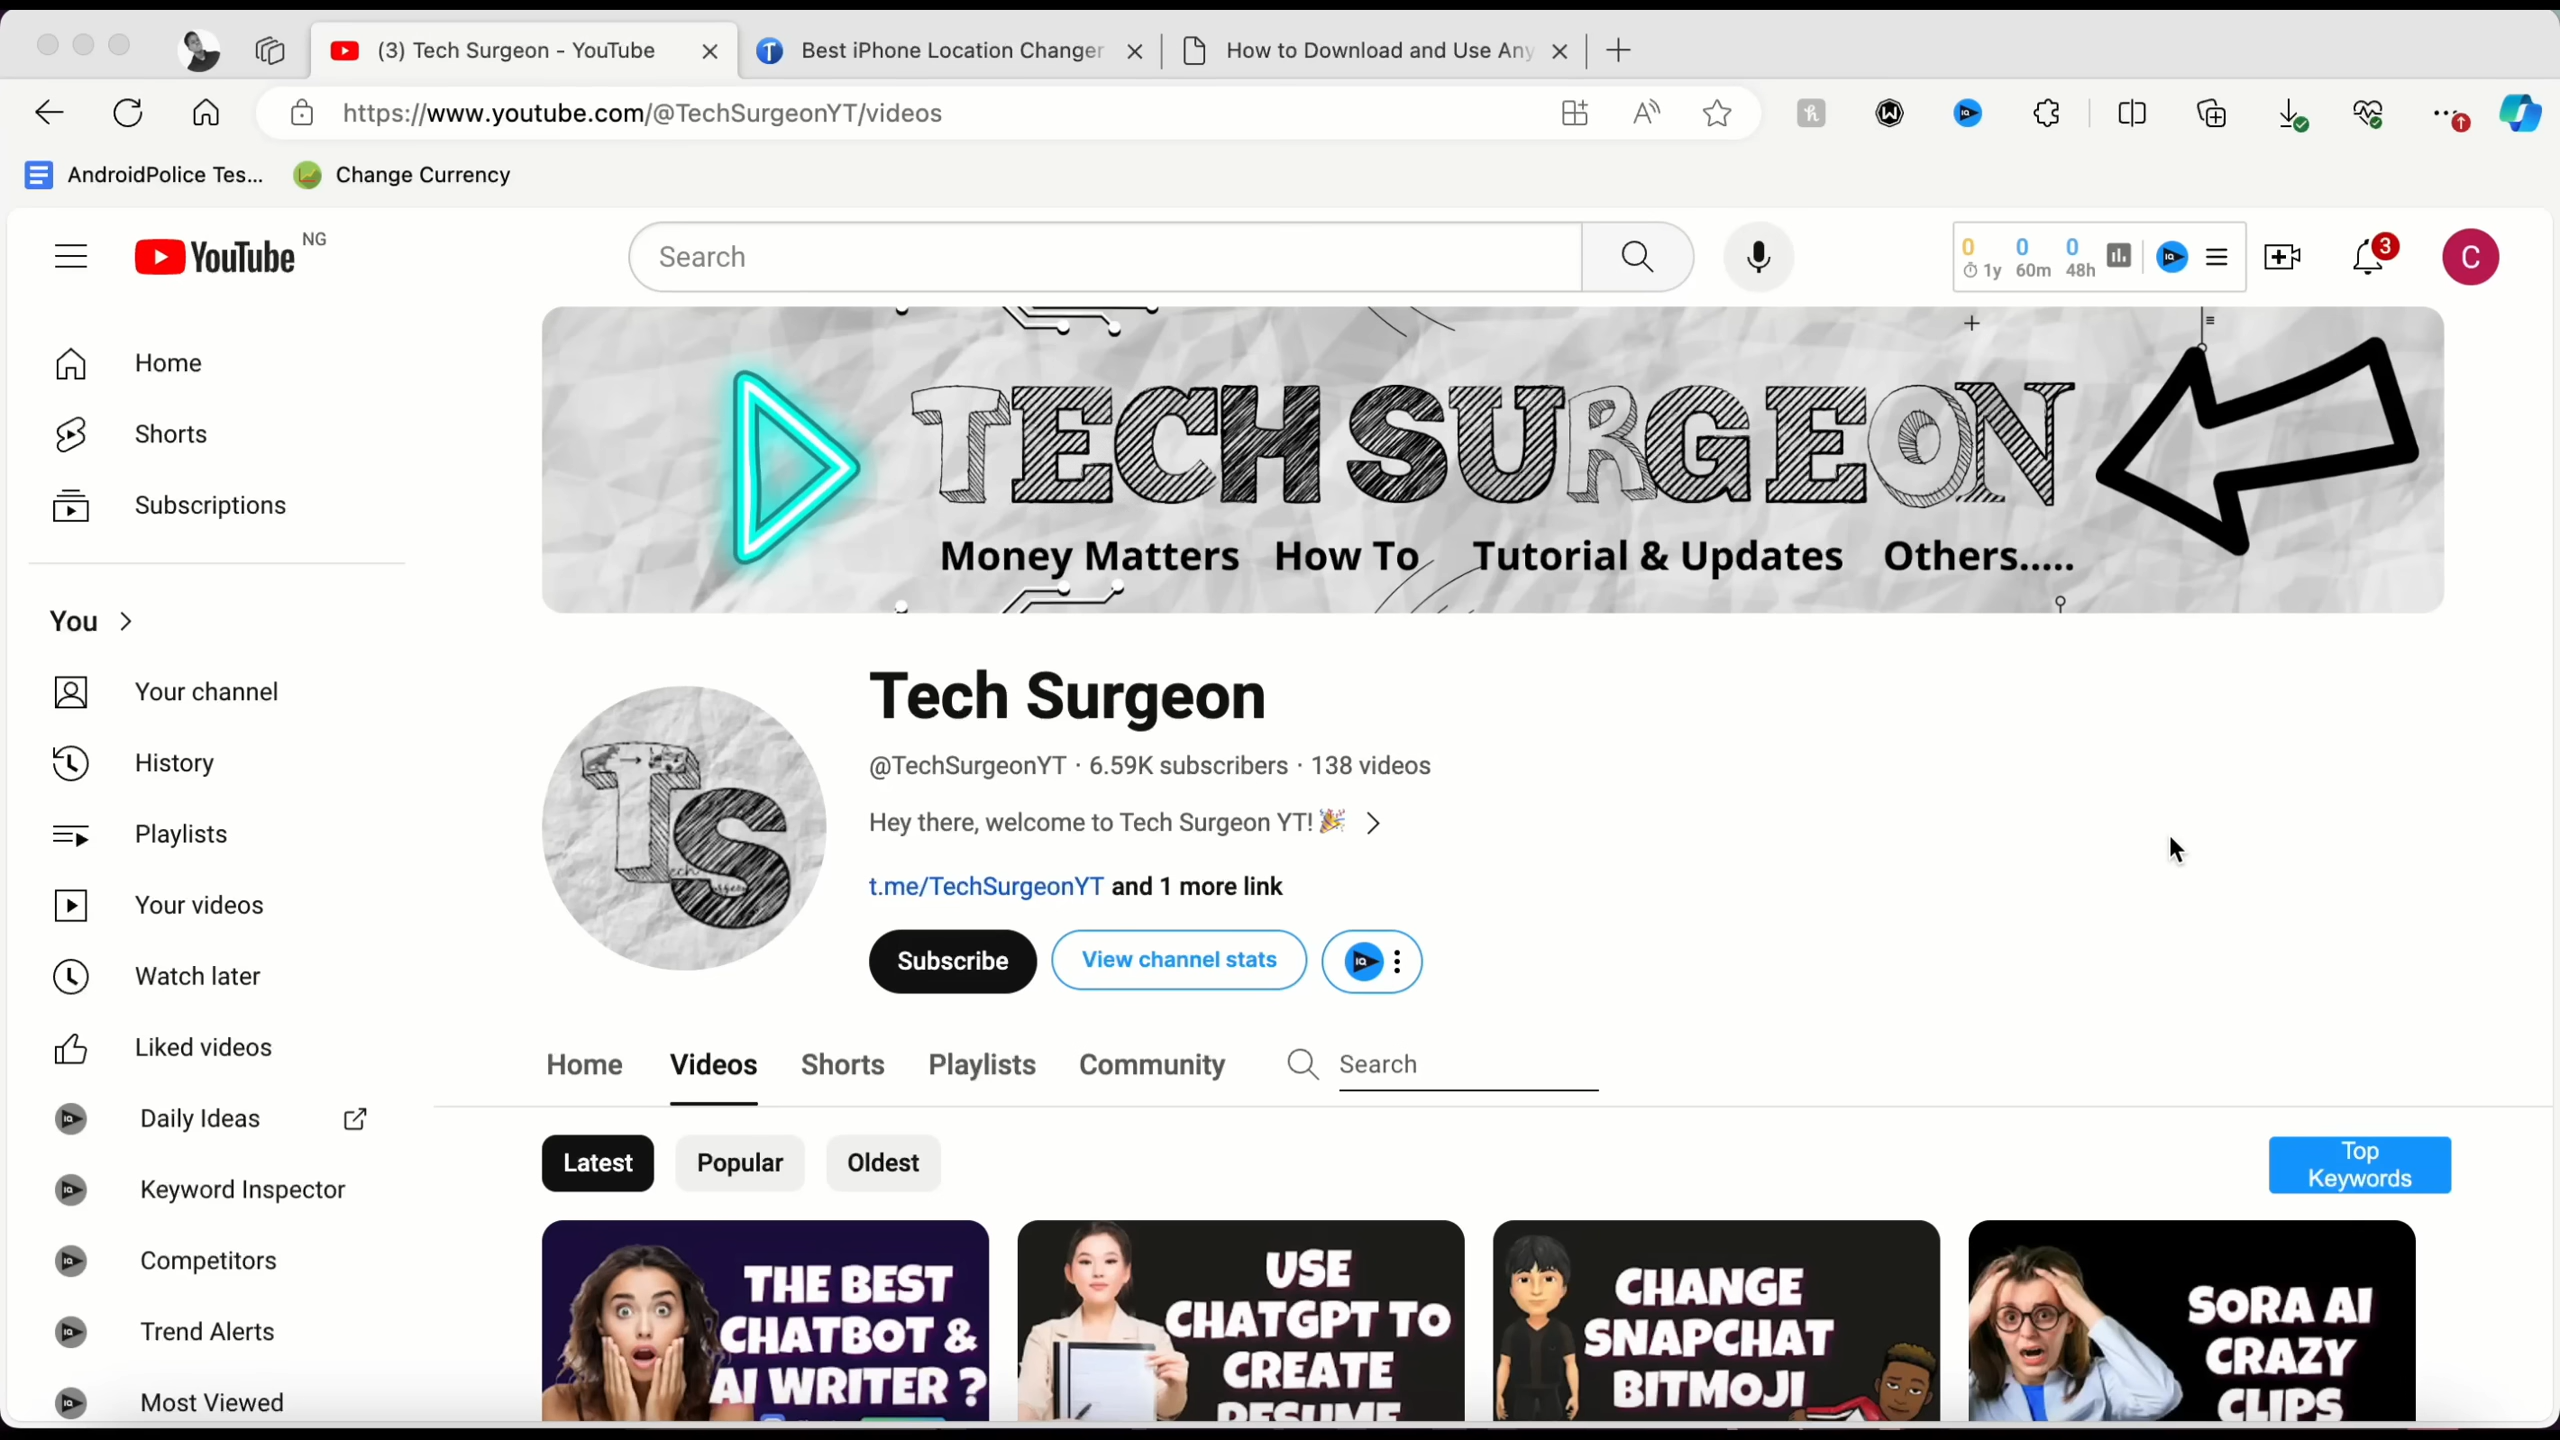 (3) Tech Surgeon - YouTube
Best iPhone Location Changer
How to Download and Use Any
https://www.youtube.com/@TechSurgeonYT/videos
AndroidPolice Tes...
Change Currency
YouTube NG
Search
0 0 0
1y 60m 48h
3
C
Home
Shorts
Subscriptions
You
Your channel
History
Playlists
Your videos
Watch later
Liked videos
Daily Ideas
Keyword Inspector
Competitors
Trend Alerts
Most Viewed
TECH SURGEON
Money Matters How To Tutorial & Updates Others.....
TS
Tech Surgeon
@TechSurgeonYT · 6.59K subscribers · 138 videos
Hey there, welcome to Tech Surgeon YT! 🎉
t.me/TechSurgeonYT and 1 more link
Subscribe
View channel stats
Home Videos Shorts Playlists Community Search
Latest Popular Oldest
Top
Keywords
THE BEST
CHATBOT &
AI WRITER ?
USE
CHATGPT TO
CREATE
RESUME
CHANGE
SNAPCHAT
BITMOJI
SORA AI
CRAZY
CLIPS